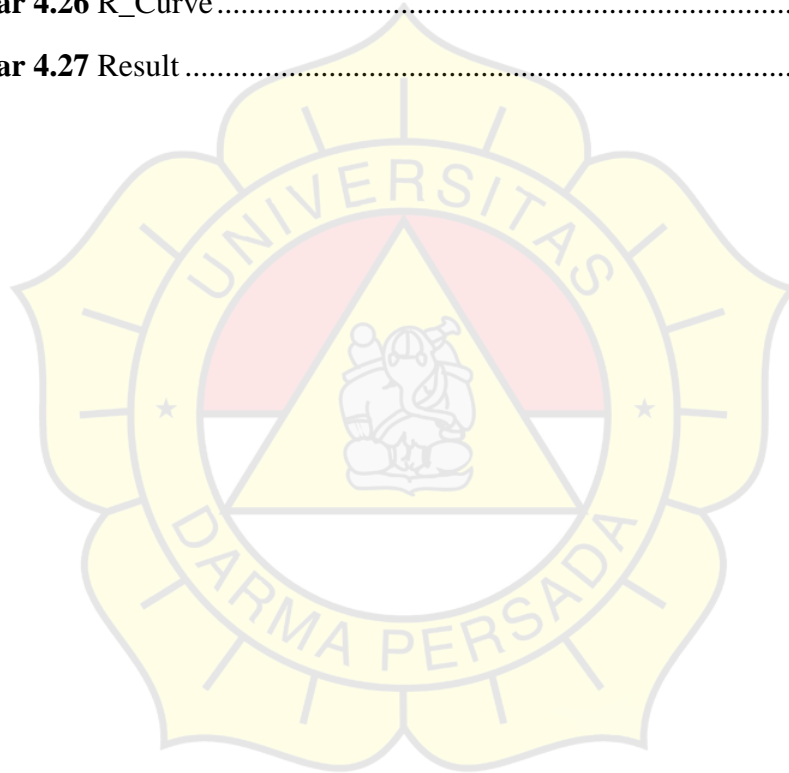 ar 4.26 R_Curve................................................................................
ar 4.27 Result................................................................................
UNIVERSITAS
DARMA PERSADA